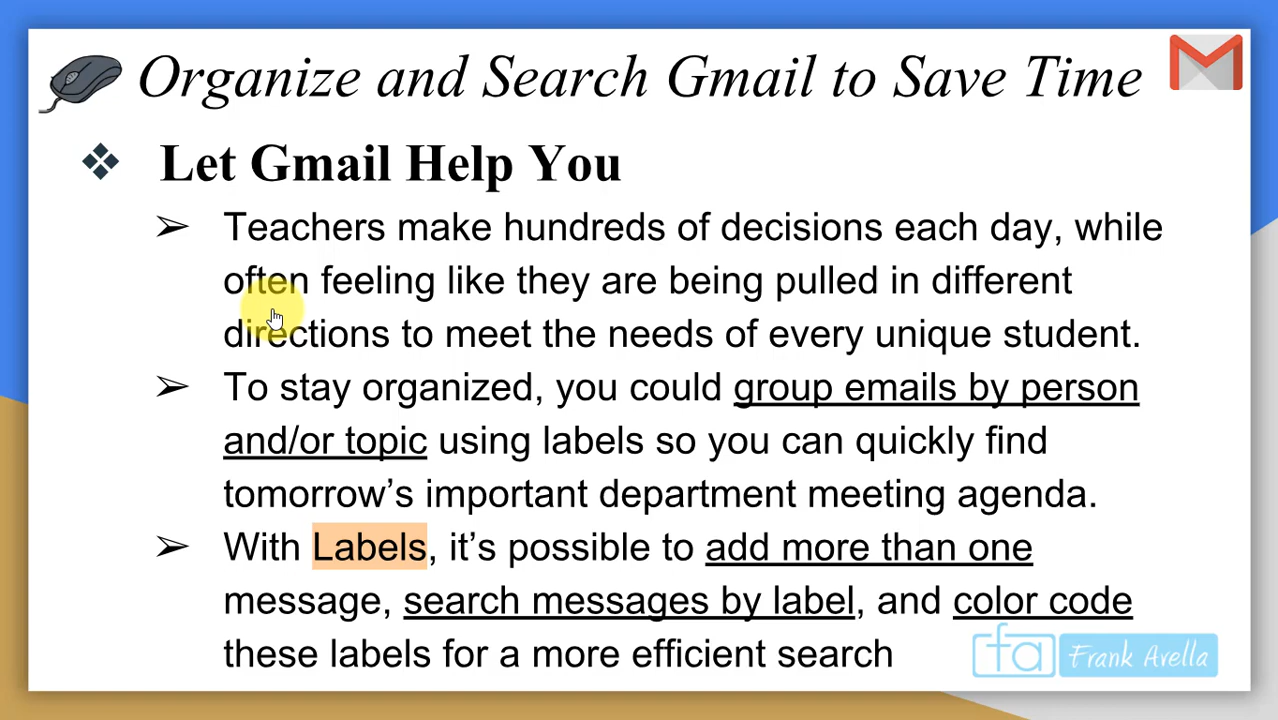 Organize and Search Gmail to Save Time
Let Gmail Help You
Teachers make hundreds of decisions each day, while
often feeling like they are being pulled in different
directions to meet the needs of every unique student.
To stay organized, you could group emails by person
and/or topic using labels so you can quickly find
tomorrow’s important department meeting agenda.
With Labels, it’s possible to add more than one
message, search messages by label, and color code
these labels for a more efficient search
fa Frank Avella